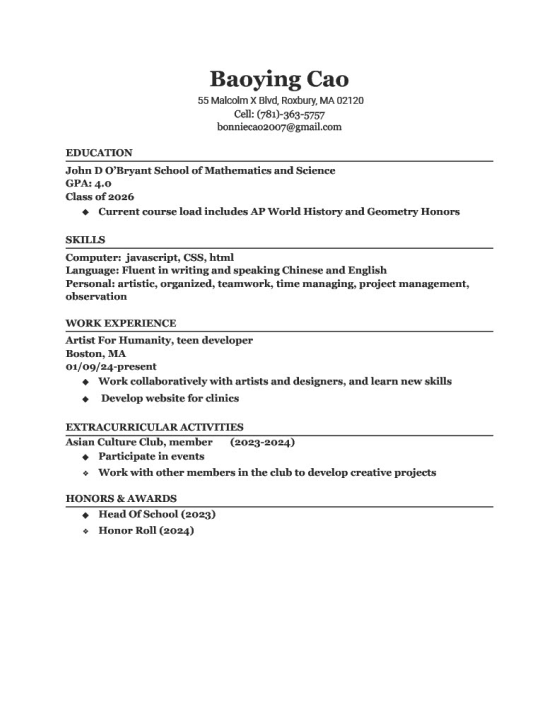 Baoying Cao
55 Malcolm X Blvd, Roxbury, MA 02120
Cell: (781)-363-5757
bonniecao2007@gmail.com
EDUCATION
John D O'Bryant School of Mathematics and Science
GPA: 4.0
Class of 2026
◆ Current course load includes AP World History and Geometry Honors
SKILLS
Computer: javascript, CSS, html
Language: Fluent in writing and speaking Chinese and English
Personal: artistic, organized, teamwork, time managing, project management,
observation
WORK EXPERIENCE
Artist For Humanity, teen developer
Boston, MA
01/09/24-present
◆ Work collaboratively with artists and designers, and learn new skills
◆ Develop website for clinics
EXTRACURRICULAR ACTIVITIES
Asian Culture Club, member (2023-2024)
◆ Participate in events
❖ Work with other members in the club to develop creative projects
HONORS & AWARDS
◆ Head Of School (2023)
❖ Honor Roll (2024)